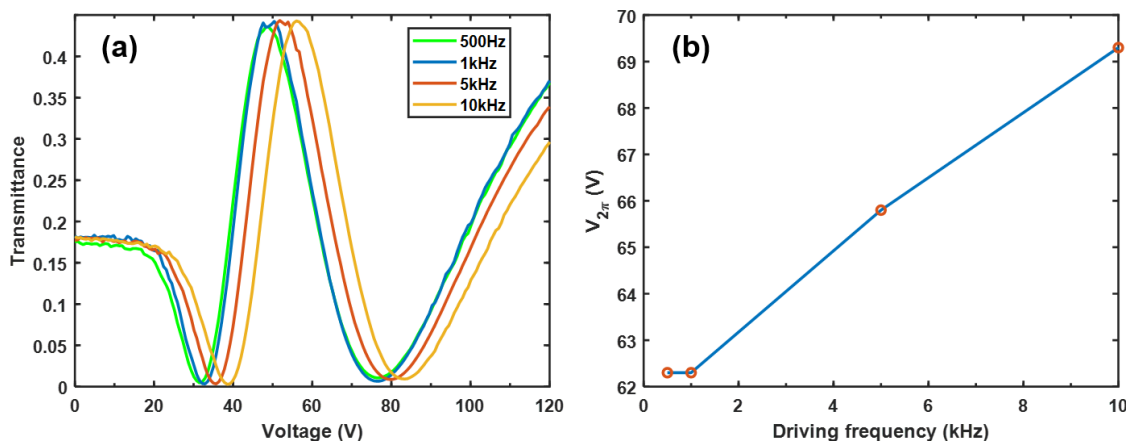 (a)
500Hz
1kHz
5kHz
10kHz
Transmittance
0.4
0.35
0.3
0.25
0.2
0.15
0.1
0.05
0
0 20 40 60 80 100 120
Voltage (V)
(b)
V2π (V)
70
69
68
67
66
65
64
63
62
0 2 4 6 8 10
Driving frequency (kHz)